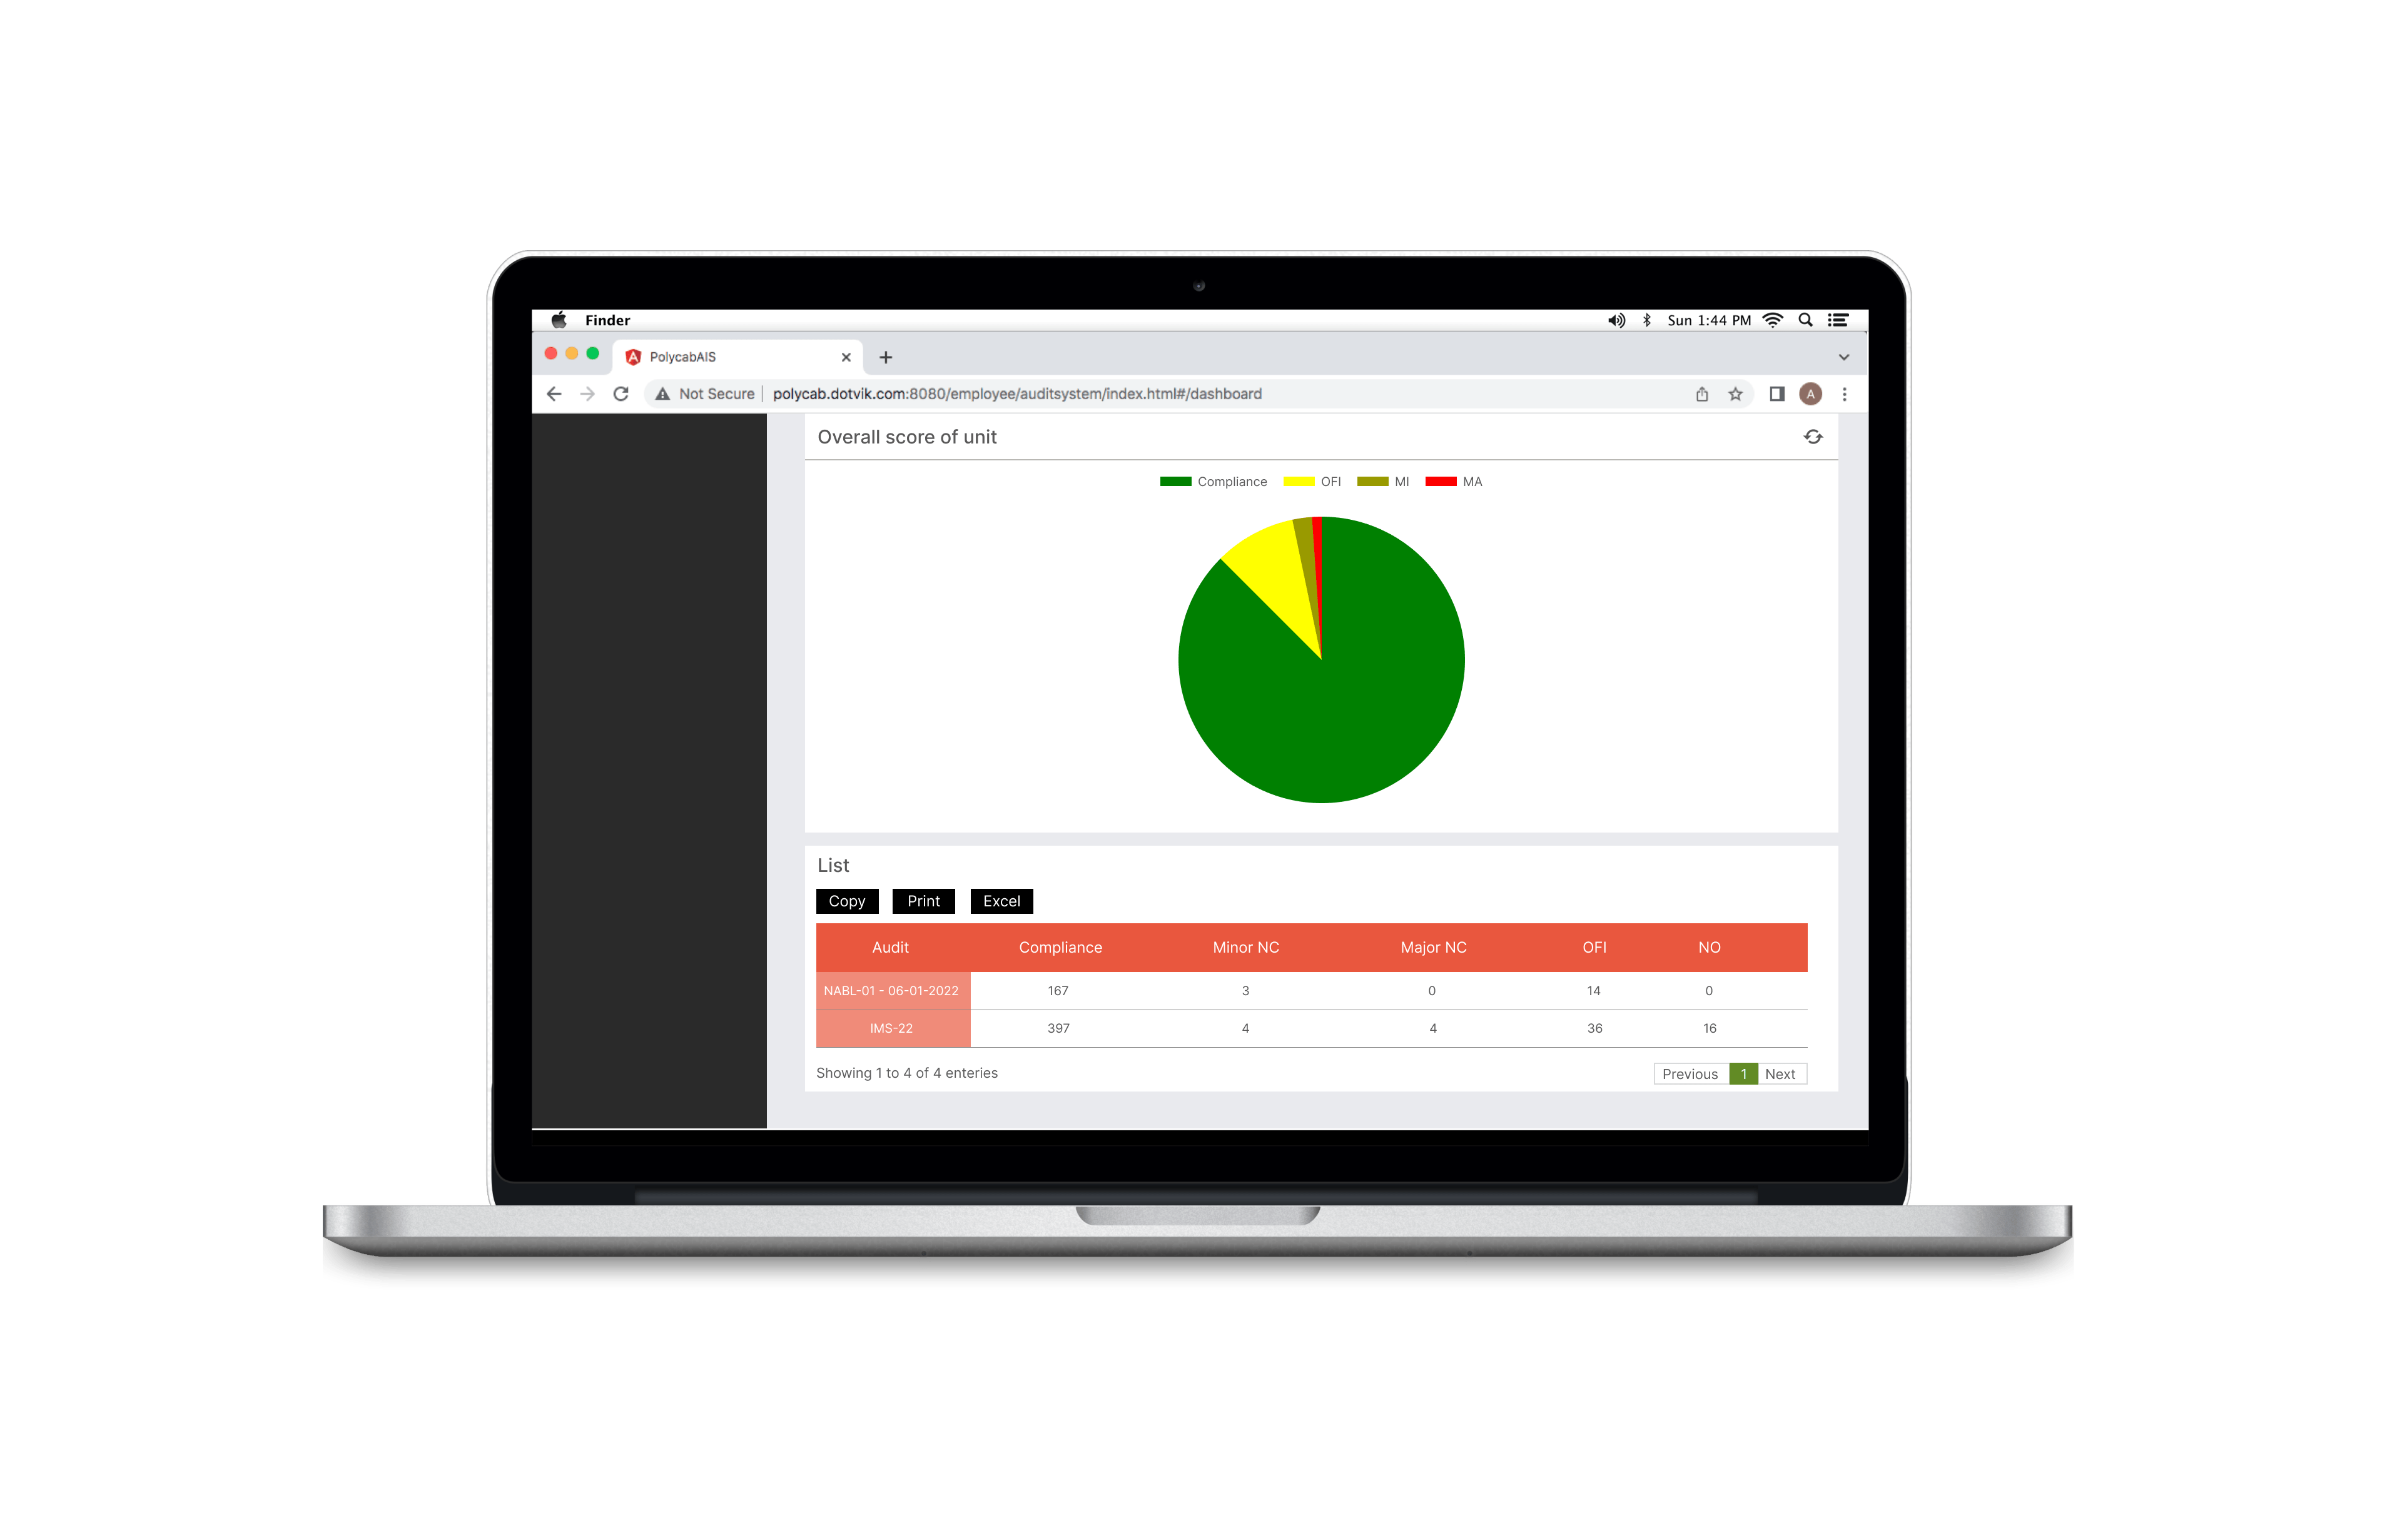 Finder
Sun 1:44 PM
PolycabAIS
Not Secure | polycab.dotvik.com:8080/employee/auditsystem/index.html#/dashboard
A
Overall score of unit
Compliance OFI MI MA
List
Copy Print Excel
Audit Compliance Minor NC Major NC OFI NO
NABL-01 - 06-01-2022 167 3 0 14 0
IMS-22 397 4 4 36 16
Showing 1 to 4 of 4 enteries
Previous 1 Next